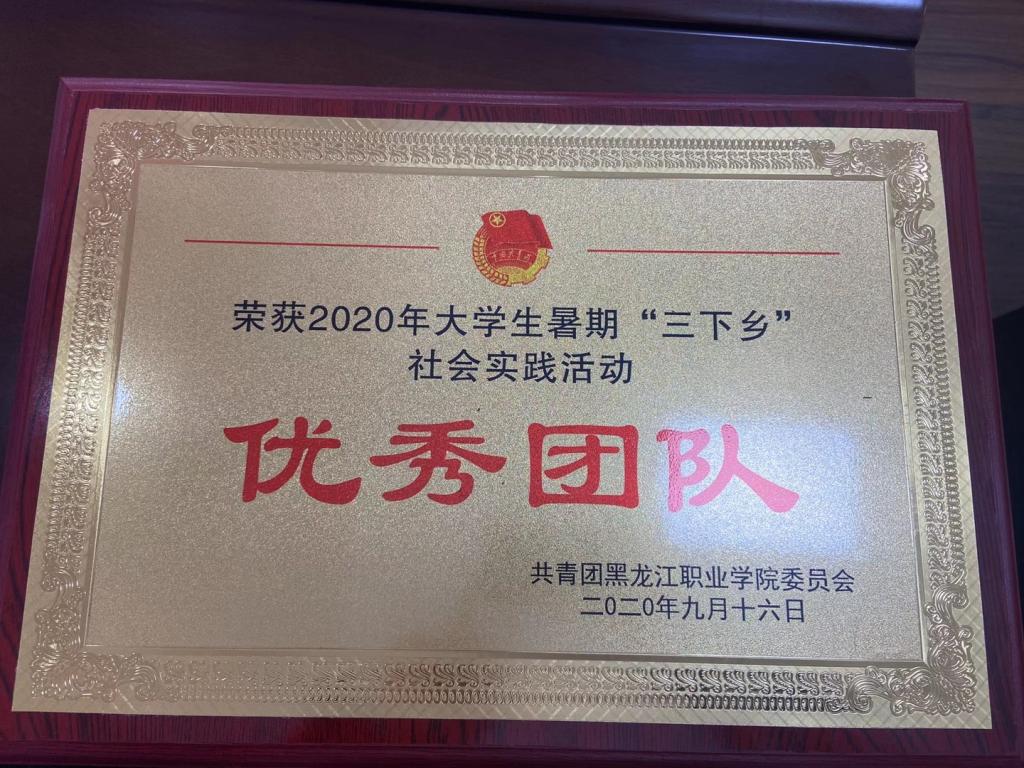 荣获2020年大学生暑期“三下乡”
社会实践活动
优秀团队
共青团黑龙江职业学院委员会
二0二0年九月十六日